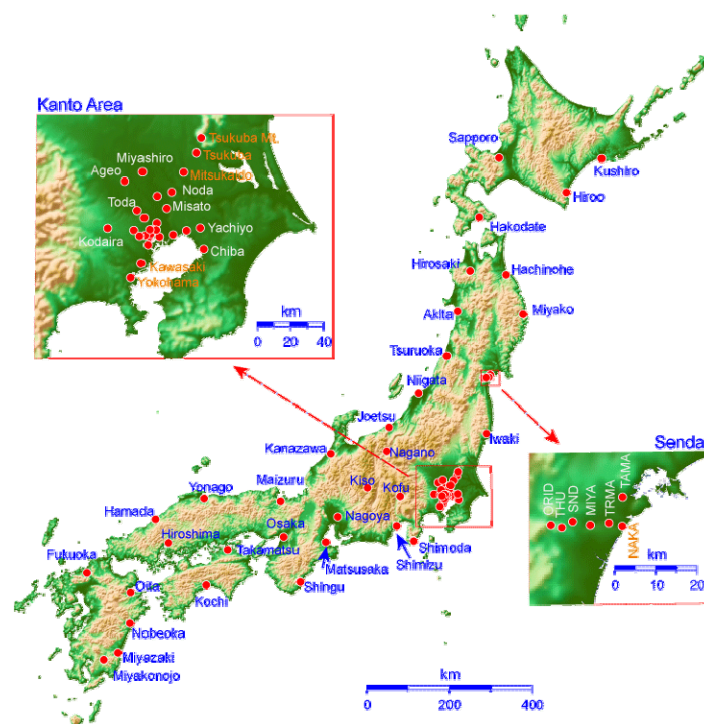 Kanto Area
Tsukuba Mt.
Tsukuba
Miyashiro
Ageo
Mitsukaido
Noda
Toda
Misato
Kodaira
Yachiyo
Chiba
Kawasaki
Yokohama
km
0 20 40
Sapporo
Kushiro
Hiroo
Hakodate
Hirosaki
Hachinohe
Akita
Miyako
Tsuruoka
Niigata
Joetsu
Iwaki
Kanazawa
Nagano
Maizuru
Kiso
Kofu
Yonago
Hamada
Nagoya
Osaka
Hiroshima
Shimoda
Fukuoka
Takamatsu
Matsusaka
Shimizu
Oita
Kochi
Shingu
Nobeoka
Miyazaki
Miyakonojo
km
0 200 400
Sendai
ORID
THU
SND
MIYA
TRMA
TAMA
NAKA
km
0 10 20